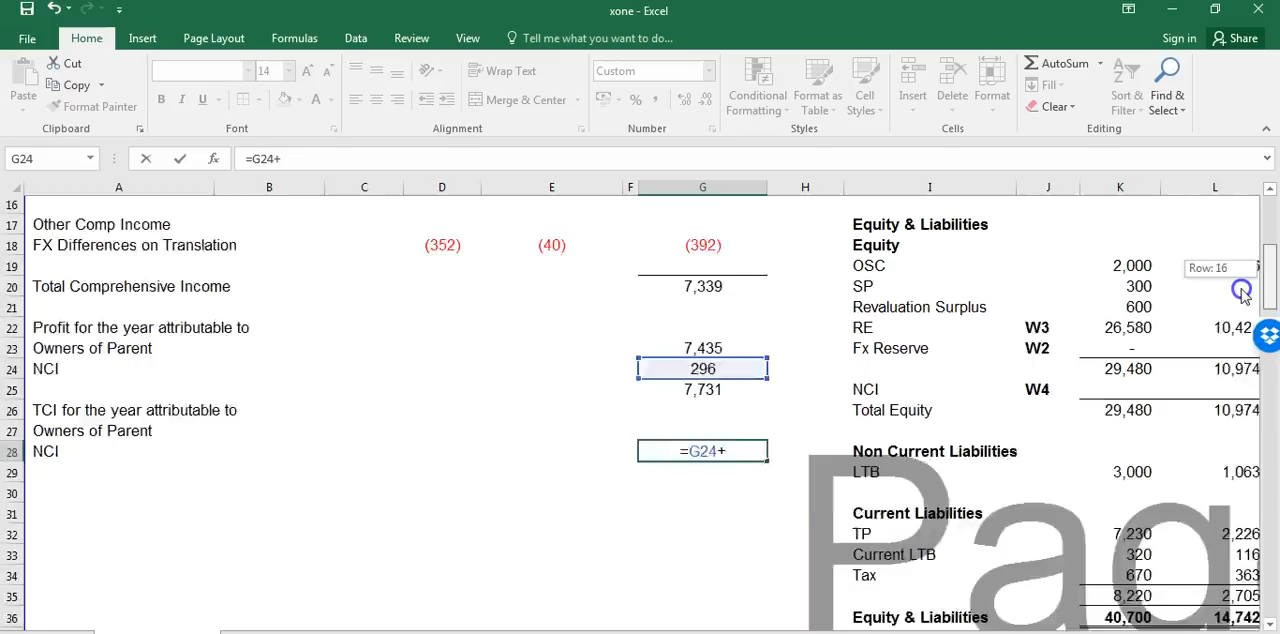 xone - Excel
File Home Insert Page Layout Formulas Data Review View Tell me what you want to do... Sign in Share
Cut
Copy
Format Painter
Paste
Clipboard
14
B I U A
Font
Wrap Text
Merge & Center
Alignment
Custom
%
Number
Conditional Formatting
Format as Table
Cell Styles
Styles
Insert Delete Format
Cells
AutoSum
Fill
Clear
Sort & Filter
Find & Select
Editing
G24 fx =G24+
A B C D E F G H I J K L
16
17 Other Comp Income Equity & Liabilities
18 FX Differences on Translation (352) (40) (392) Equity
19 OSC 2,000
Row: 16
20 Total Comprehensive Income 7,339 SP 300
21 Revaluation Surplus 600
22 Profit for the year attributable to RE W3 26,580 10,42
23 Owners of Parent 7,435 Fx Reserve W2 -
24 NCI 296 29,480 10,974
25 7,731 NCI W4
26 TCI for the year attributable to Total Equity 29,480 10,974
27 Owners of Parent
28 NCI =G24+ Non Current Liabilities
29 LTB 3,000 1,063
30
31 Current Liabilities
32 TP 7,230 2,226
33 Current LTB 320 116
34 Tax 670 363
35 8,220 2,705
36 Equity & Liabilities 40,700 14,742
Pag